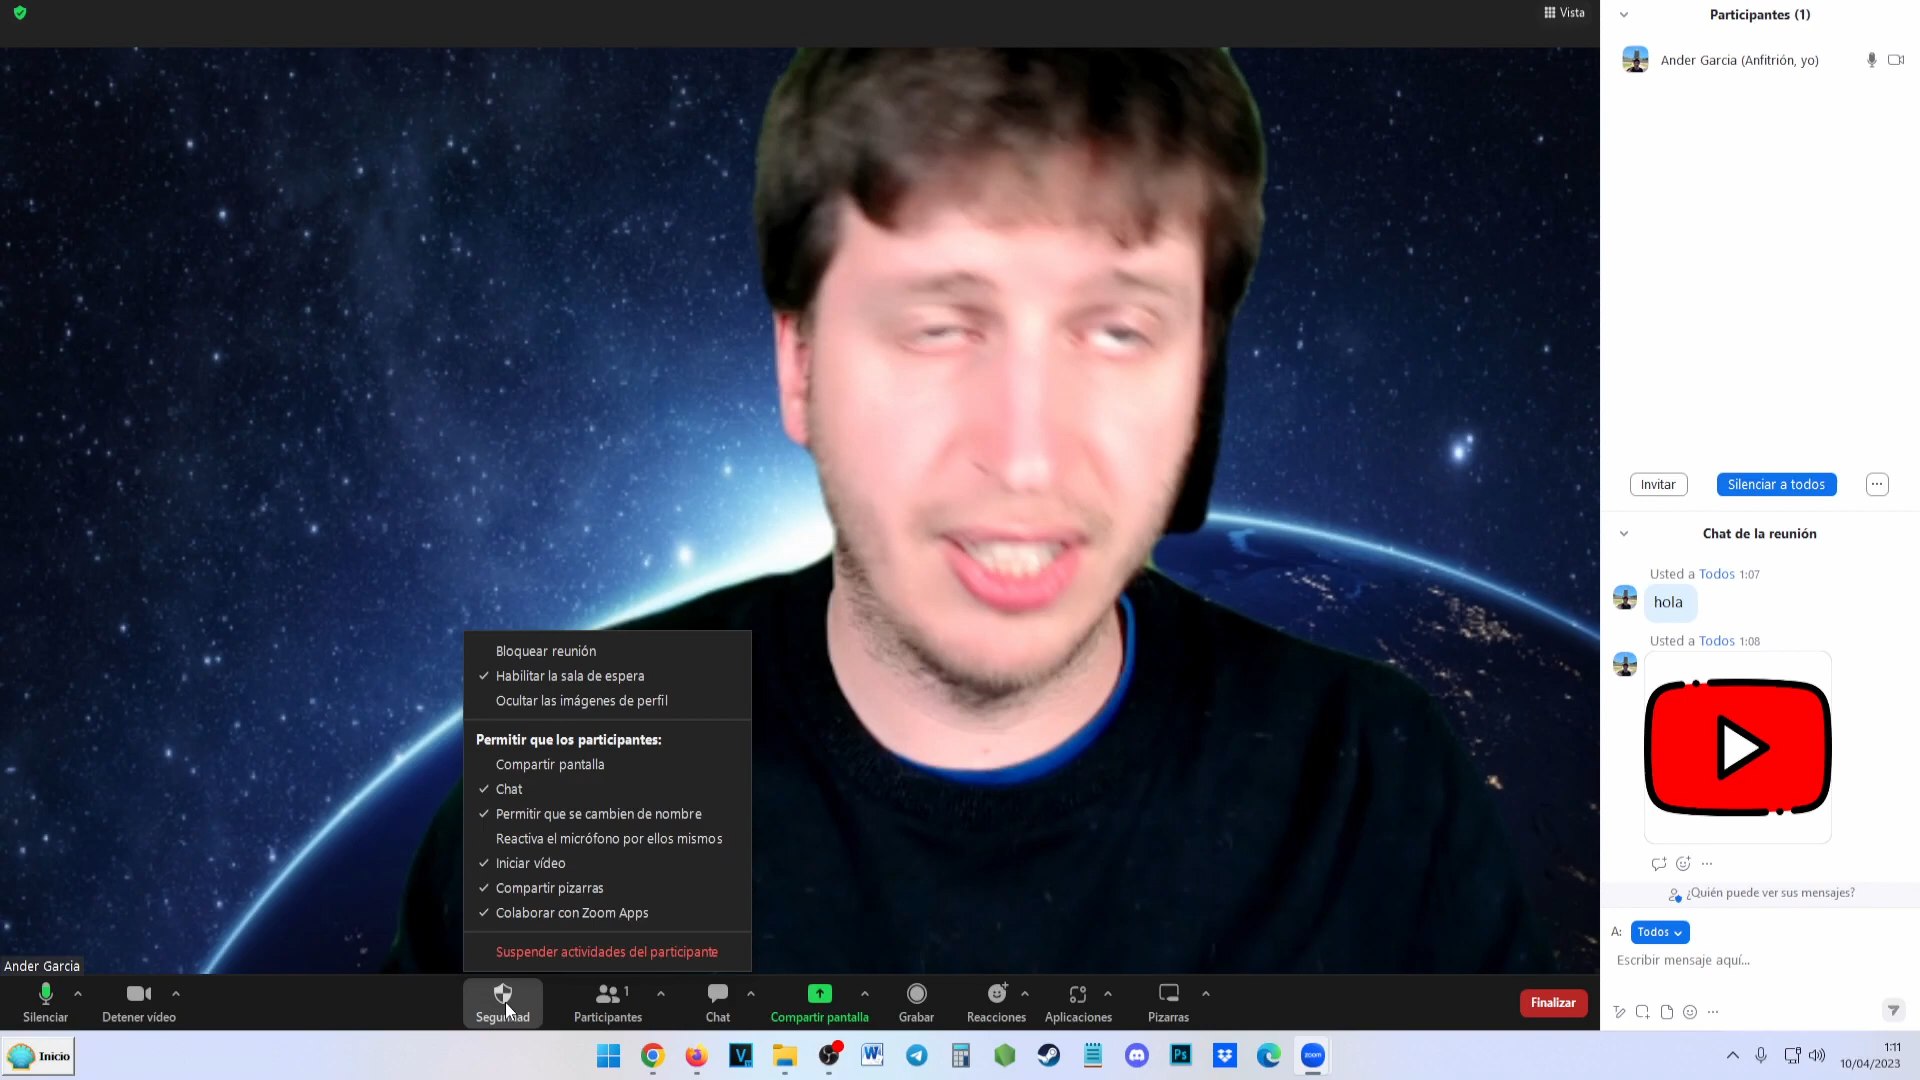 Vista
Participantes (1)
Ander Garcia (Anfitrión, yo)
Invitar
Silenciar a todos
Chat de la reunión
Usted a Todos 1:07
hola
Usted a Todos 1:08
¿Quién puede ver sus mensajes?
A: Todos
Escribir mensaje aquí...
Bloquear reunión
Habilitar la sala de espera
Ocultar las imágenes de perfil
Permitir que los participantes:
Compartir pantalla
Chat
Permitir que se cambien de nombre
Reactiva el micrófono por ellos mismos
Iniciar vídeo
Compartir pizarras
Colaborar con Zoom Apps
Suspender actividades del participante
Ander Garcia
Silenciar
Detener vídeo
Seguridad
Participantes
1
Chat
Compartir pantalla
Grabar
Reacciones
Aplicaciones
Pizarras
Finalizar
Inicio
V
W
Ps
zoom
1:11
10/04/2023